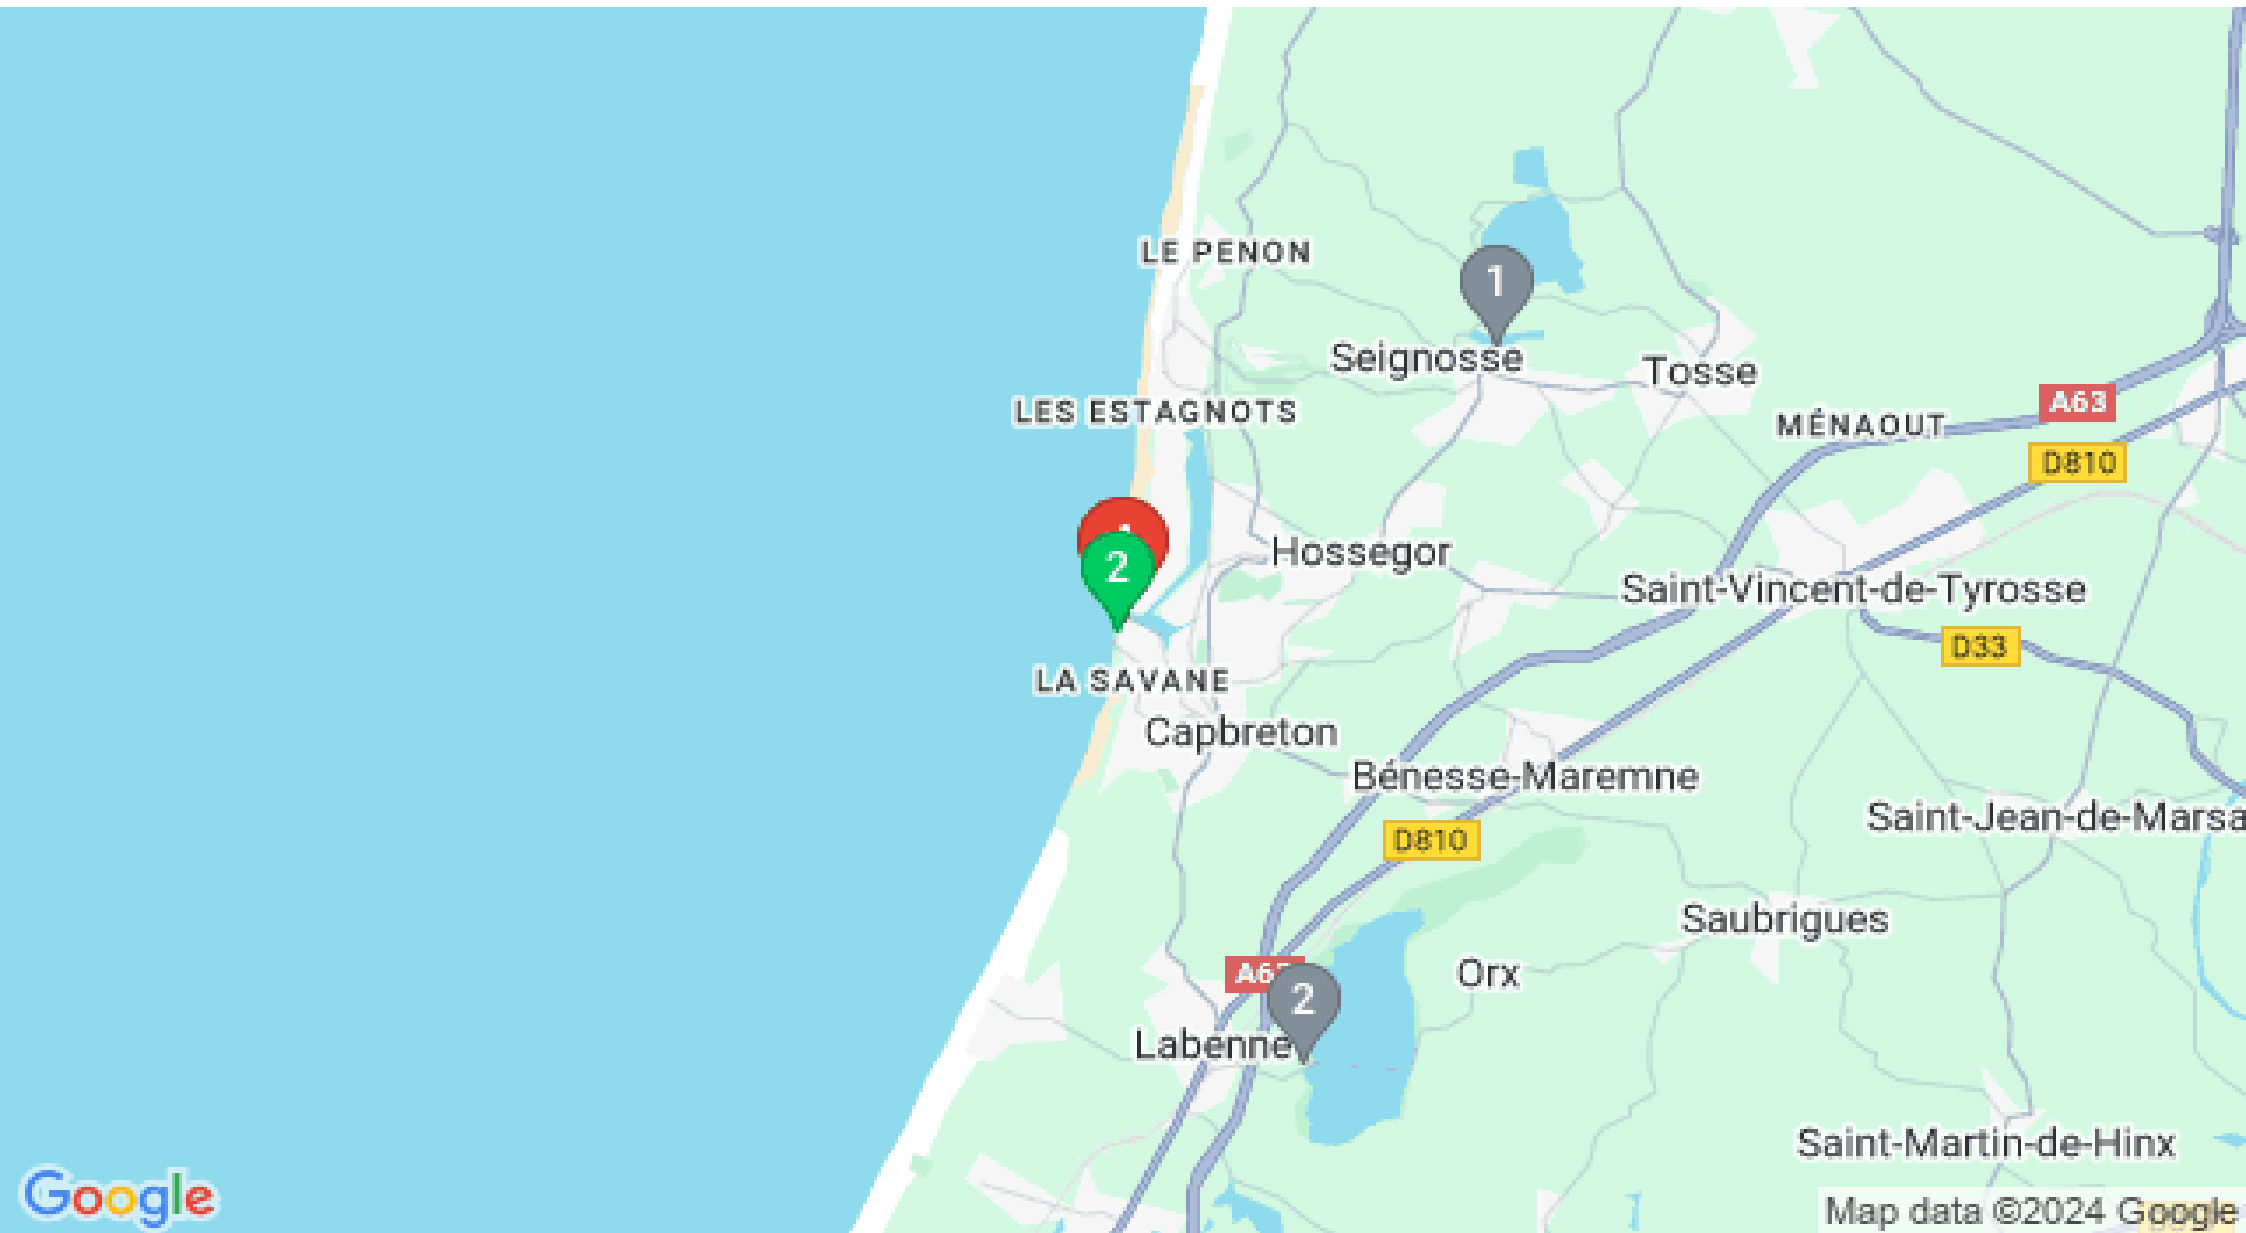 LE PENON
1
Seignosse
Tosse
A63
LES ESTAGNOTS
MÉNAOUT
D810
2
Hossegor
Saint-Vincent-de-Tyrosse
D33
LA SAVANE
Capbreton
Bénesse-Maremne
Saint-Jean-de-Marsa
D810
Saubrigues
Orx
2
Labenne
Saint-Martin-de-Hinx
Google
Map data ©2024 Google